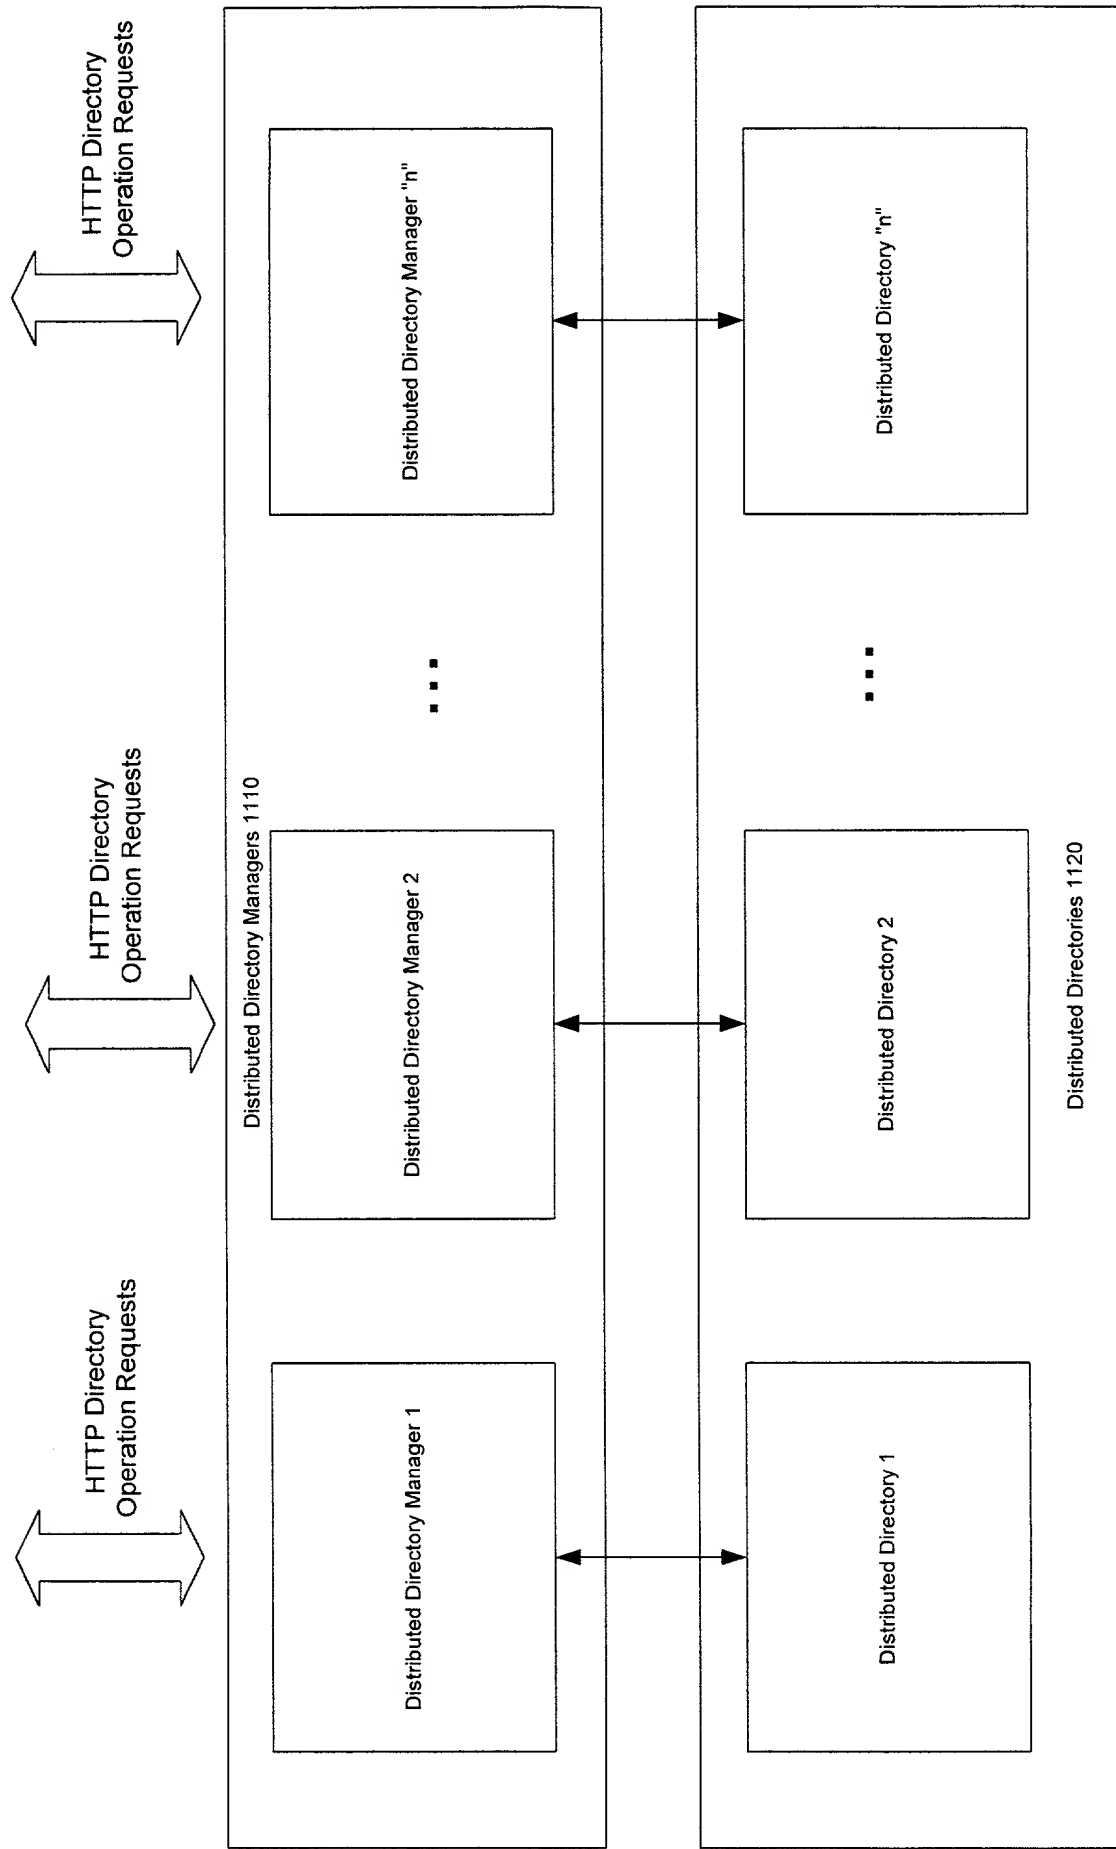 HTTP Directory
Operation Requests
HTTP Directory
Operation Requests
HTTP Directory
Operation Requests
Distributed Directory Managers 1110
Distributed Directory Manager 1
Distributed Directory Manager 2
Distributed Directory Manager "n"
Distributed Directory 1
Distributed Directory 2
Distributed Directory "n"
Distributed Directories 1120